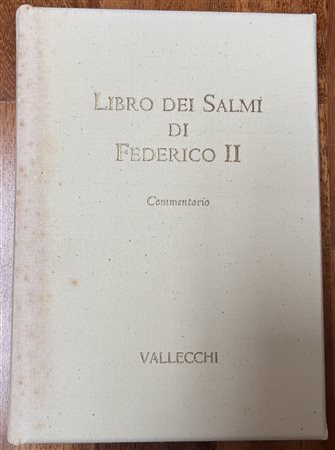 LIBRO DEI SALMI
DI
FEDERICO II
Commentario
VALLECCHI